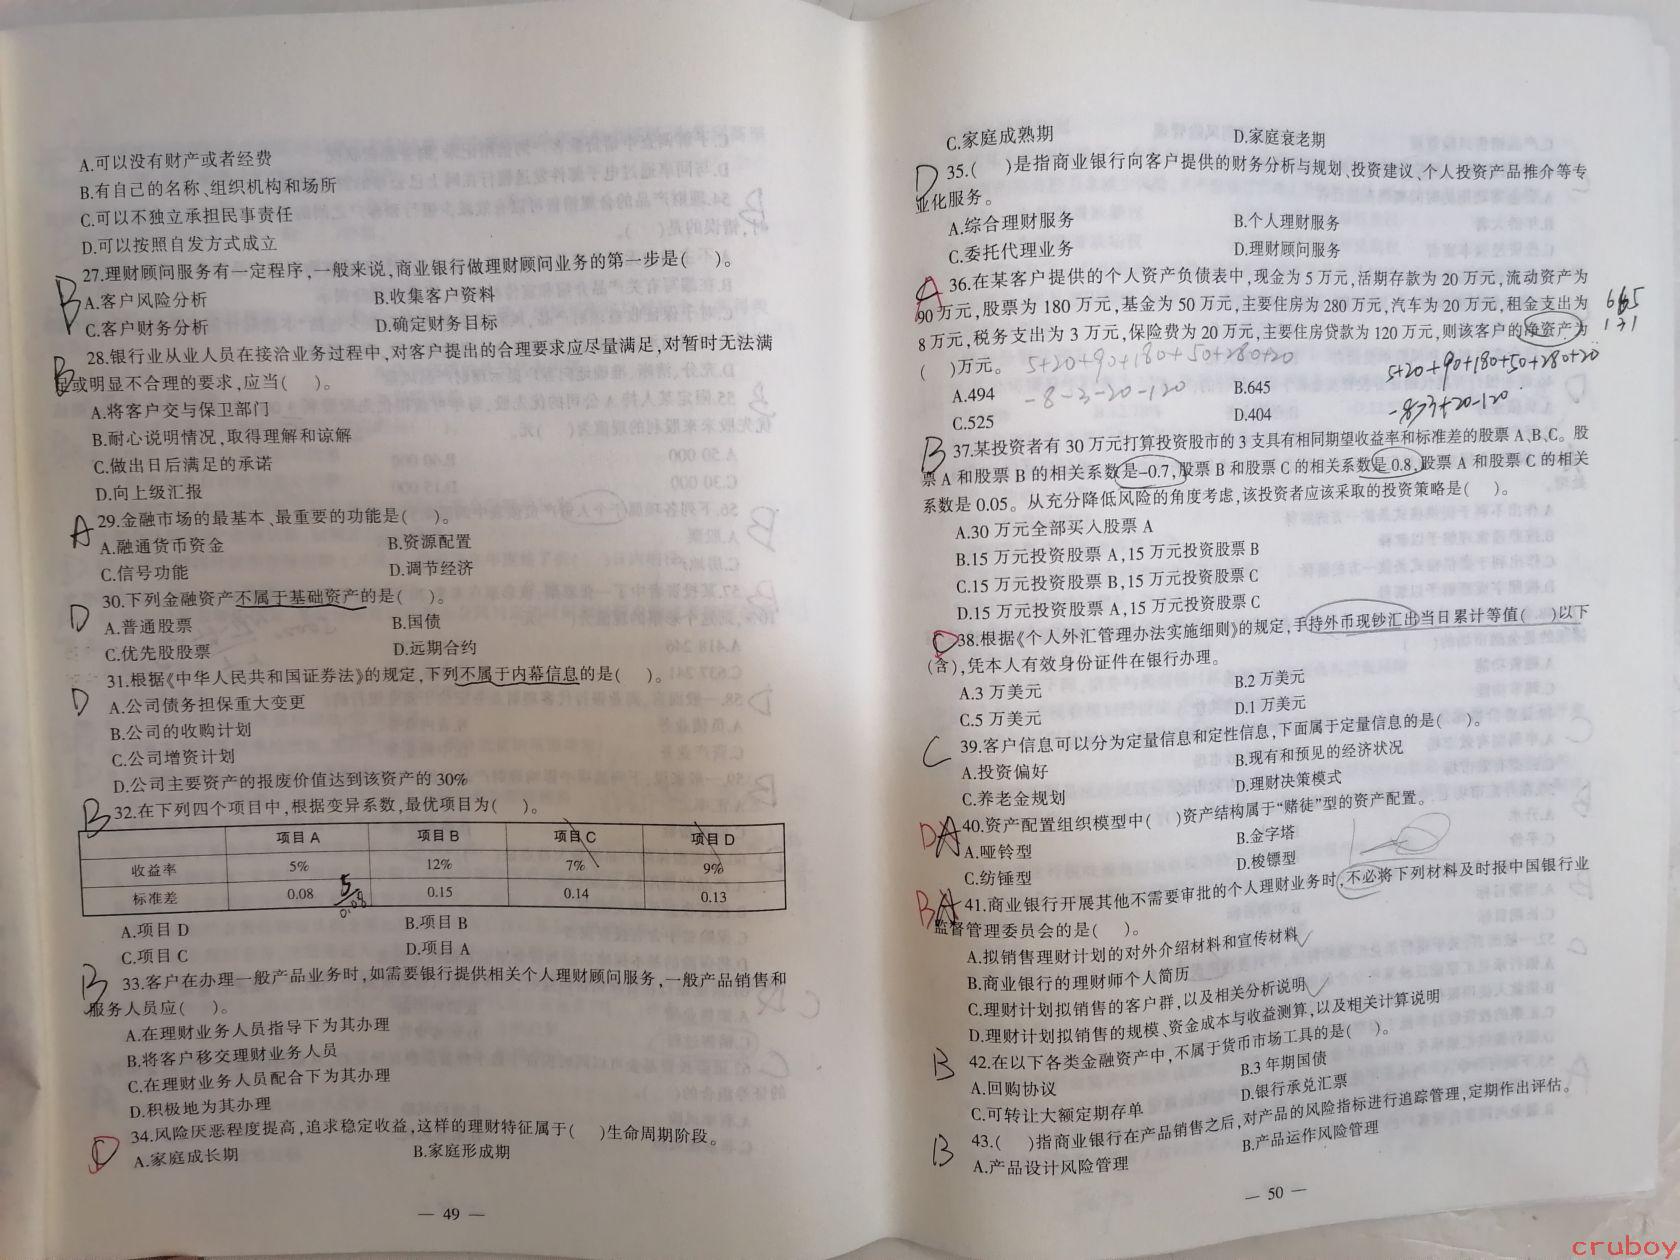 A.可以没有财产或者经费
B.有自己的名称、组织机构和场所
C.可以不独立承担民事责任
D.可以按照自发方式成立
27.理财顾问服务有一定程序,一般来说,商业银行做理财顾问业务的第一步是(　)。
B
A.客户风险分析　B.收集客户资料
C.客户财务分析　D.确定财务目标
28.银行业从业人员在接洽业务过程中,对客户提出的合理要求应尽量满足,对暂时无法满
B
足或明显不合理的要求,应当(　)。
A.将客户交与保卫部门
B.耐心说明情况,取得理解和谅解
C.做出日后满足的承诺
D.向上级汇报
29.金融市场的最基本、最重要的功能是(　)。
A
A.融通货币资金　B.资源配置
C.信号功能　D.调节经济
30.下列金融资产不属于基础资产的是(　)。
D
A.普通股票　B.国债
C.优先股股票　D.远期合约
31.根据《中华人民共和国证券法》的规定,下列不属于内幕信息的是(　)。
D
A.公司债务担保重大变更
B.公司的收购计划
C.公司增资计划
D.公司主要资产的报废价值达到该资产的30%
B
32.在下列四个项目中,根据变异系数,最优项目为(　)。
项目A　项目B　项目C　项目D
收益率　5%　12%　7%　9%
标准差　0.08　0.15　0.14　0.13
5
0.08
A.项目D　B.项目B
C.项目C　D.项目A
B
33.客户在办理一般产品业务时,如需要银行提供相关个人理财顾问服务,一般产品销售和
服务人员应(　)。
A.在理财业务人员指导下为其办理
B.将客户移交理财业务人员
C.在理财业务人员配合下为其办理
D.积极地为其办理
34.风险厌恶程度提高,追求稳定收益,这样的理财特征属于(　)生命周期阶段。
A.家庭成长期　B.家庭形成期
— 49 —
C.家庭成熟期　D.家庭衰老期
D
35.(　)是指商业银行向客户提供的财务分析与规划、投资建议、个人投资产品推介等专
业化服务。
A.综合理财服务　B.个人理财服务
C.委托代理业务　D.理财顾问服务
A
36.在某客户提供的个人资产负债表中,现金为5万元,活期存款为20万元,流动资产为
90万元,股票为180万元,基金为50万元,主要住房为280万元,汽车为20万元,租金支出为
8万元,税务支出为3万元,保险费为20万元,主要住房贷款为120万元,则该客户的净资产为
(　)万元。
5+20+90+180+50+280+20
-8-3-20-120
5+20+90+180+50+280+20
A.494　B.645
C.525　D.404
B
37.某投资者有30万元打算投资股市的3支具有相同期望收益率和标准差的股票A、B、C。股
票A和股票B的相关系数是-0.7,股票B和股票C的相关系数是0.8,股票A和股票C的相关
系数是0.05。从充分降低风险的角度考虑,该投资者应该采取的投资策略是(　)。
A.30万元全部买入股票A
B.15万元投资股票A,15万元投资股票B
C.15万元投资股票B,15万元投资股票C
D.15万元投资股票A,15万元投资股票C
38.根据《个人外汇管理办法实施细则》的规定,手持外币现钞汇出当日累计等值(　)以下
(含),凭本人有效身份证件在银行办理。
A.3万美元　B.2万美元
C.5万美元　D.1万美元
C
39.客户信息可以分为定量信息和定性信息,下面属于定量信息的是(　)。
A.投资偏好　B.现有和预见的经济状况
C.养老金规划　D.理财决策模式
D A
40.资产配置组织模型中(　)资产结构属于“赌徒”型的资产配置。
A.哑铃型　B.金字塔
C.纺锤型　D.梭镖型
B A
41.商业银行开展其他不需要审批的个人理财业务时,不必将下列材料及时报中国银行业
监督管理委员会的是(　)。
A.拟销售理财计划的对外介绍材料和宣传材料
B.商业银行的理财师个人简历
C.理财计划拟销售的客户群,以及相关分析说明
D.理财计划拟销售的规模、资金成本与收益测算,以及相关计算说明
B
42.在以下各类金融资产中,不属于货币市场工具的是(　)。
A.回购协议　B.3年期国债
C.可转让大额定期存单　D.银行承兑汇票
B
43.(　)指商业银行在产品销售之后,对产品的风险指标进行追踪管理,定期作出评估。
A.产品设计风险管理　B.产品运作风险管理
— 50 —
cruboy